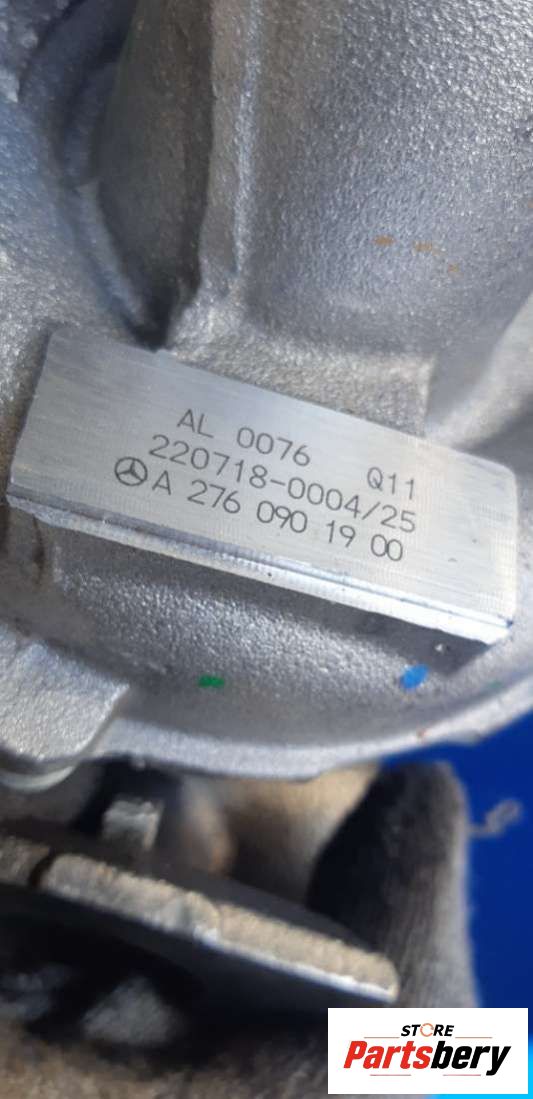 AL 0076 Q11
220718-0004/25
A 276 090 19 00
STORE
Partsbery